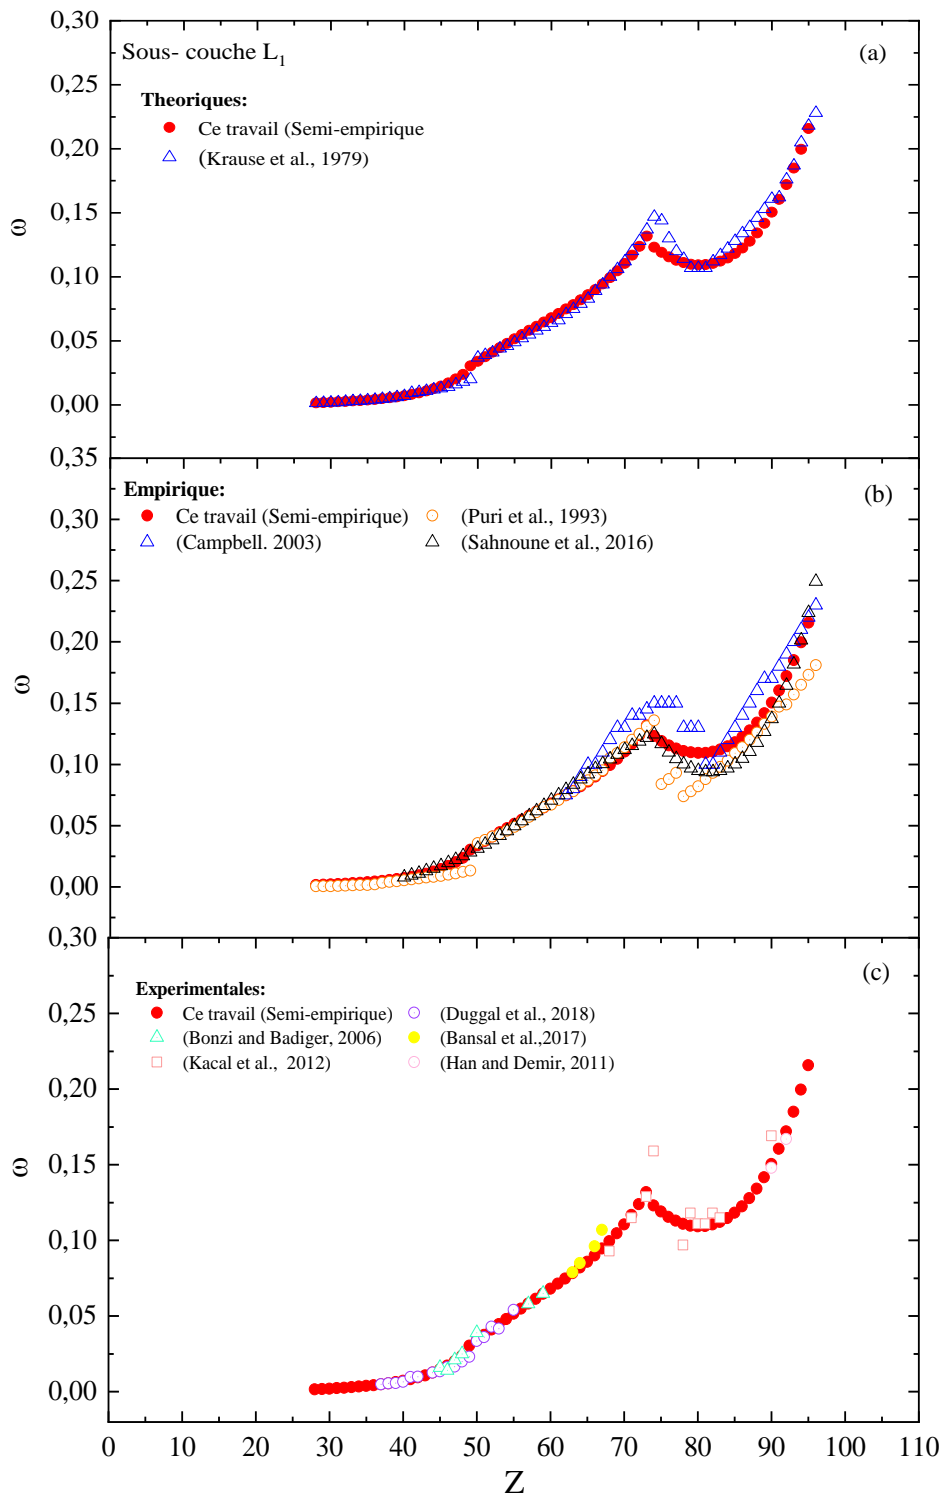 0,30
Sous- couche L₁
(a)
0,25
Theoriques:
Ce travail (Semi-empirique
(Krause et al., 1979)
0,20
0,15
ω
0,10
0,05
0,00
0,35
Empirique:
(b)
Ce travail (Semi-empirique)
(Puri et al., 1993)
(Campbell. 2003)
(Sahnoune et al., 2016)
0,30
0,25
0,20
0,15
ω
0,10
0,05
0,00
0,30
(c)
Experimentales:
Ce travail (Semi-empirique)
(Duggal et al., 2018)
(Bonzi and Badiger, 2006)
(Bansal et al.,2017)
(Kacal et al., 2012)
(Han and Demir, 2011)
0,25
0,20
0,15
ω
0,10
0,05
0,00
0 10 20 30 40 50 60 70 80 90 100 110
Z